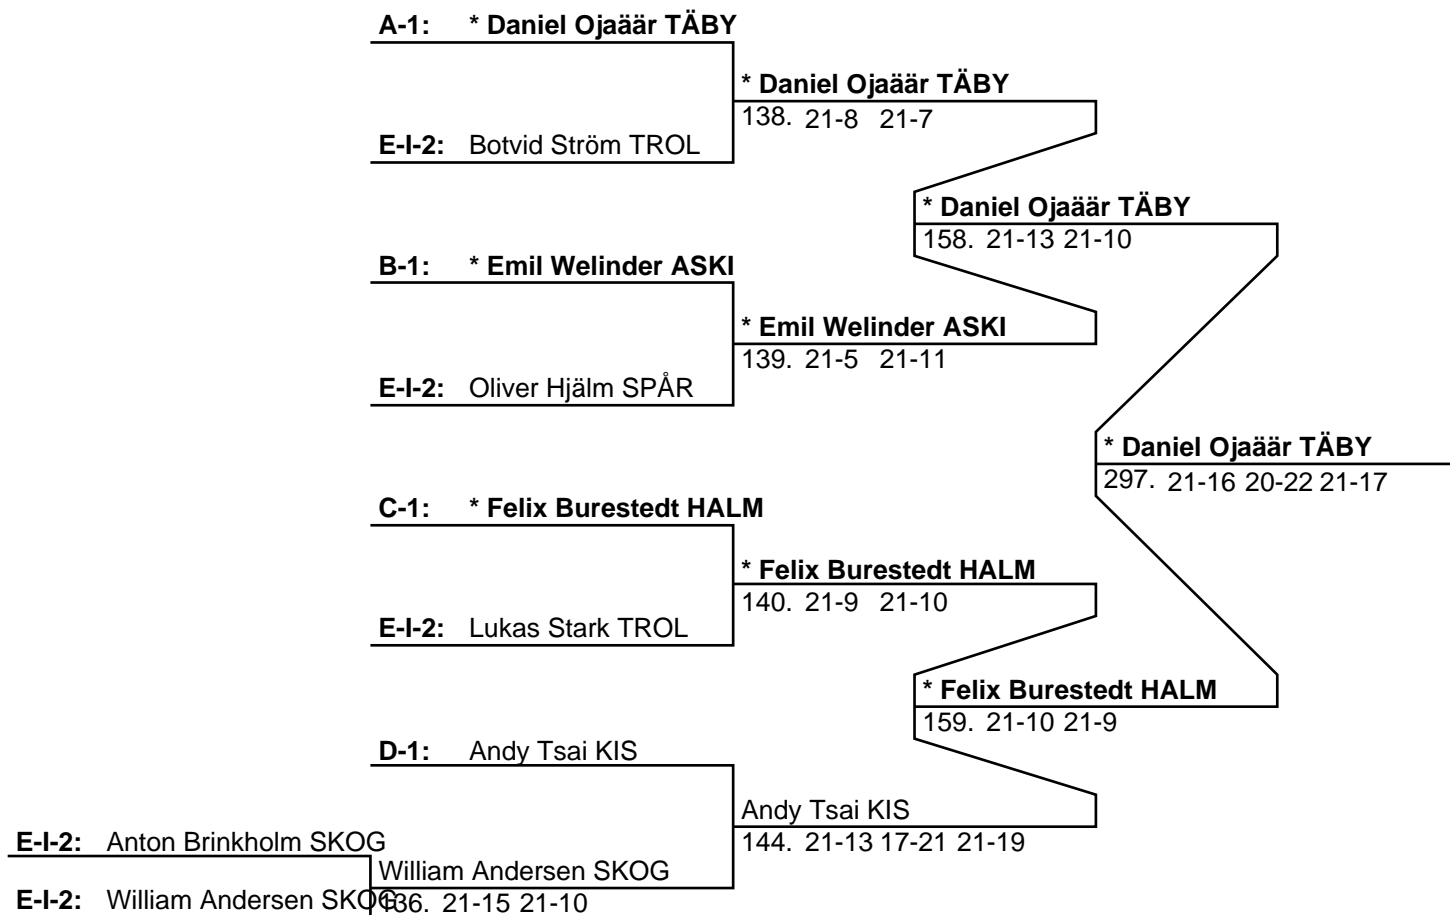 A-1: * Daniel Ojaäär TÄBY
* Daniel Ojaäär TÄBY
138. 21-8 21-7
E-I-2: Botvid Ström TROL
* Daniel Ojaäär TÄBY
158. 21-13 21-10
B-1: * Emil Welinder ASKI
* Emil Welinder ASKI
139. 21-5 21-11
E-I-2: Oliver Hjälm SPÅR
* Daniel Ojaäär TÄBY
297. 21-16 20-22 21-17
C-1: * Felix Burestedt HALM
* Felix Burestedt HALM
140. 21-9 21-10
E-I-2: Lukas Stark TROL
* Felix Burestedt HALM
159. 21-10 21-9
D-1: Andy Tsai KIS
Andy Tsai KIS
144. 21-13 17-21 21-19
E-I-2: Anton Brinkholm SKOG
William Andersen SKOG
136. 21-15 21-10
E-I-2: William Andersen SKOG